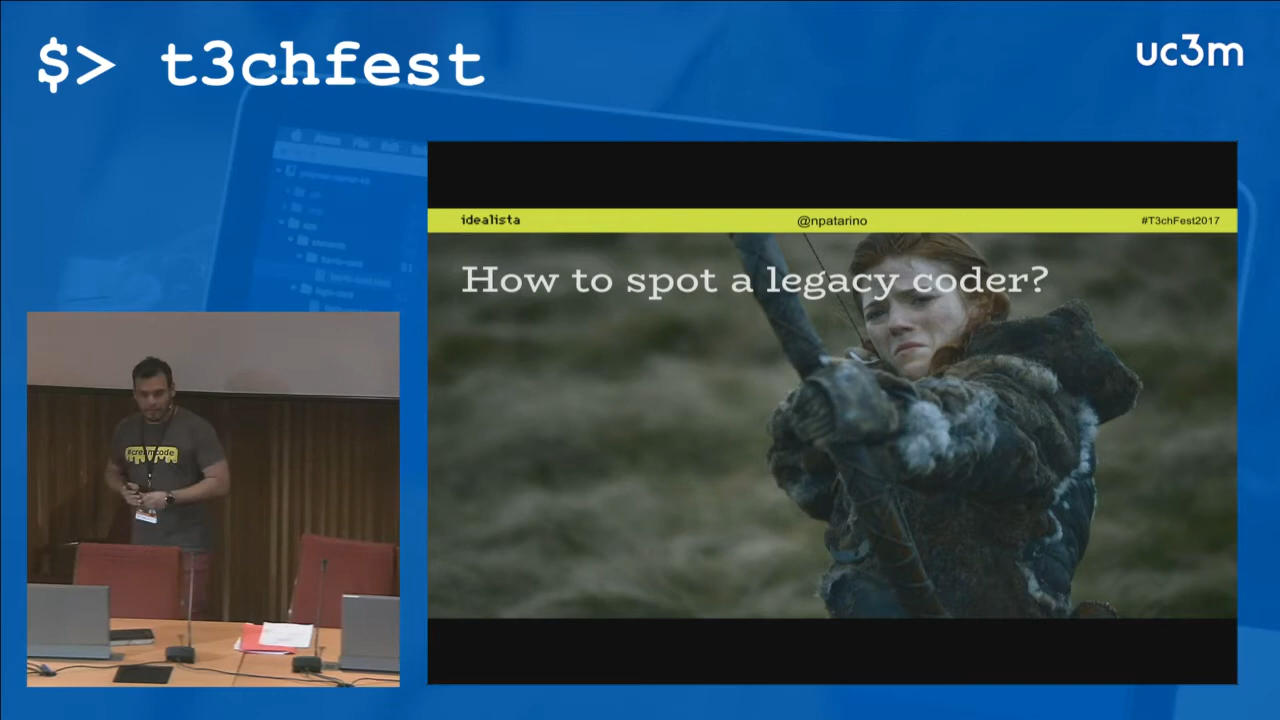 $> t3chfest
uc3m
idealista
@npatarino
#T3chFest2017
How to spot a legacy coder?